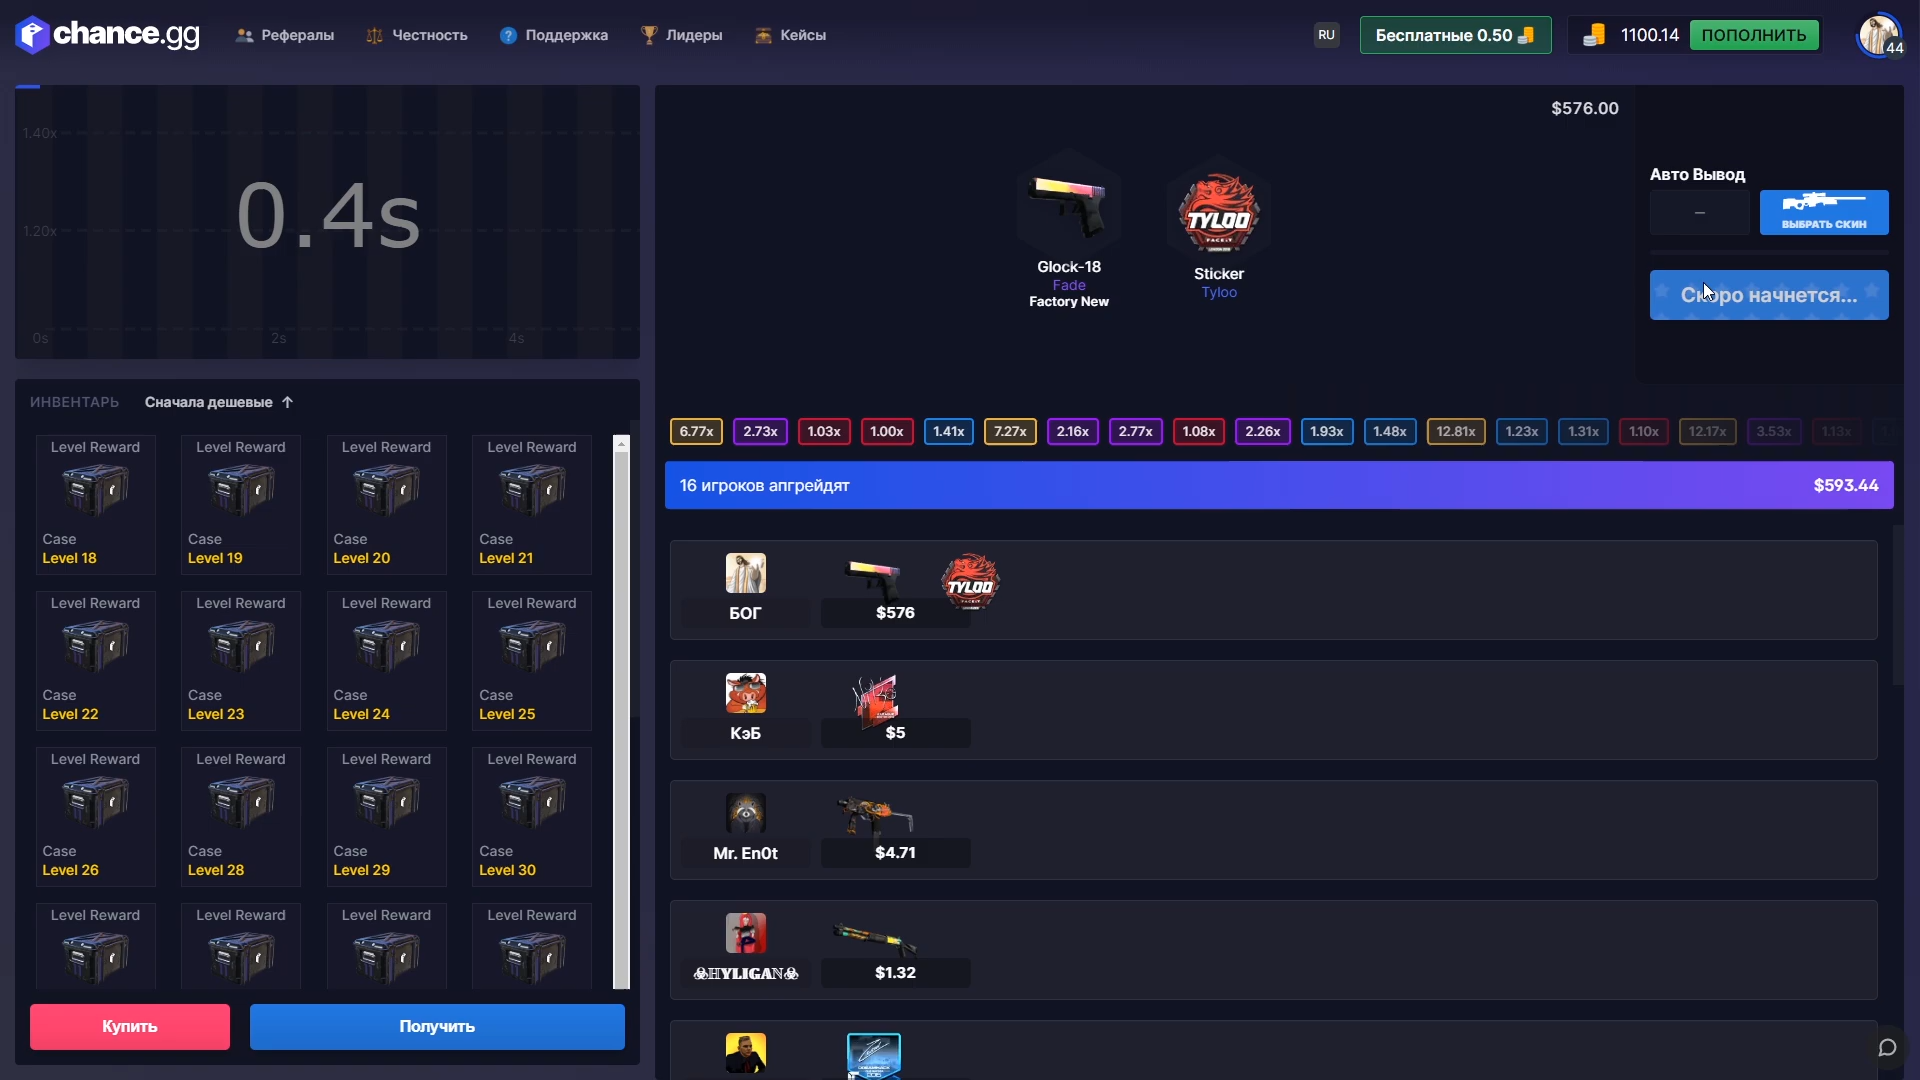 chance.gg
Рефералы
Честность
Поддержка
Лидеры
Кейсы
RU
Бесплатные 0.50
1100.14
ПОПОЛНИТЬ
44
1.40x
0.4s
1.20x
0s
2s
4s
$576.00
Glock-18
Fade
Factory New
TYLOO
Sticker
Tyloo
Авто Вывод
–
ВЫБРАТЬ СКИН
Скоро начнется...
ИНВЕНТАРЬ
Сначала дешевые
Level Reward
Case
Level 18
Level Reward
Case
Level 19
Level Reward
Case
Level 20
Level Reward
Case
Level 21
Level Reward
Case
Level 22
Level Reward
Case
Level 23
Level Reward
Case
Level 24
Level Reward
Case
Level 25
Level Reward
Case
Level 26
Level Reward
Case
Level 28
Level Reward
Case
Level 29
Level Reward
Case
Level 30
Level Reward
Level Reward
Level Reward
Level Reward
Купить
Получить
6.77x
2.73x
1.03x
1.00x
1.41x
7.27x
2.16x
2.77x
1.08x
2.26x
1.93x
1.48x
12.81x
1.23x
1.31x
1.10x
12.17x
3.53x
1.13x
16 игроков апгрейдят
$593.44
БОГ
$576
TYLOO
КэБ
$5
Mr. En0t
$4.71
☣ℍYLIGAN☣
$1.32